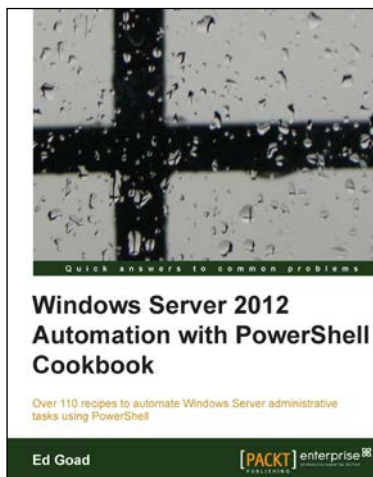 Quick answers to common problems
Windows Server 2012
Automation with PowerShell
Cookbook
Over 110 recipes to automate Windows Server administrative
tasks using PowerShell
Ed Goad
[PACKT] enterprise
PUBLISHING